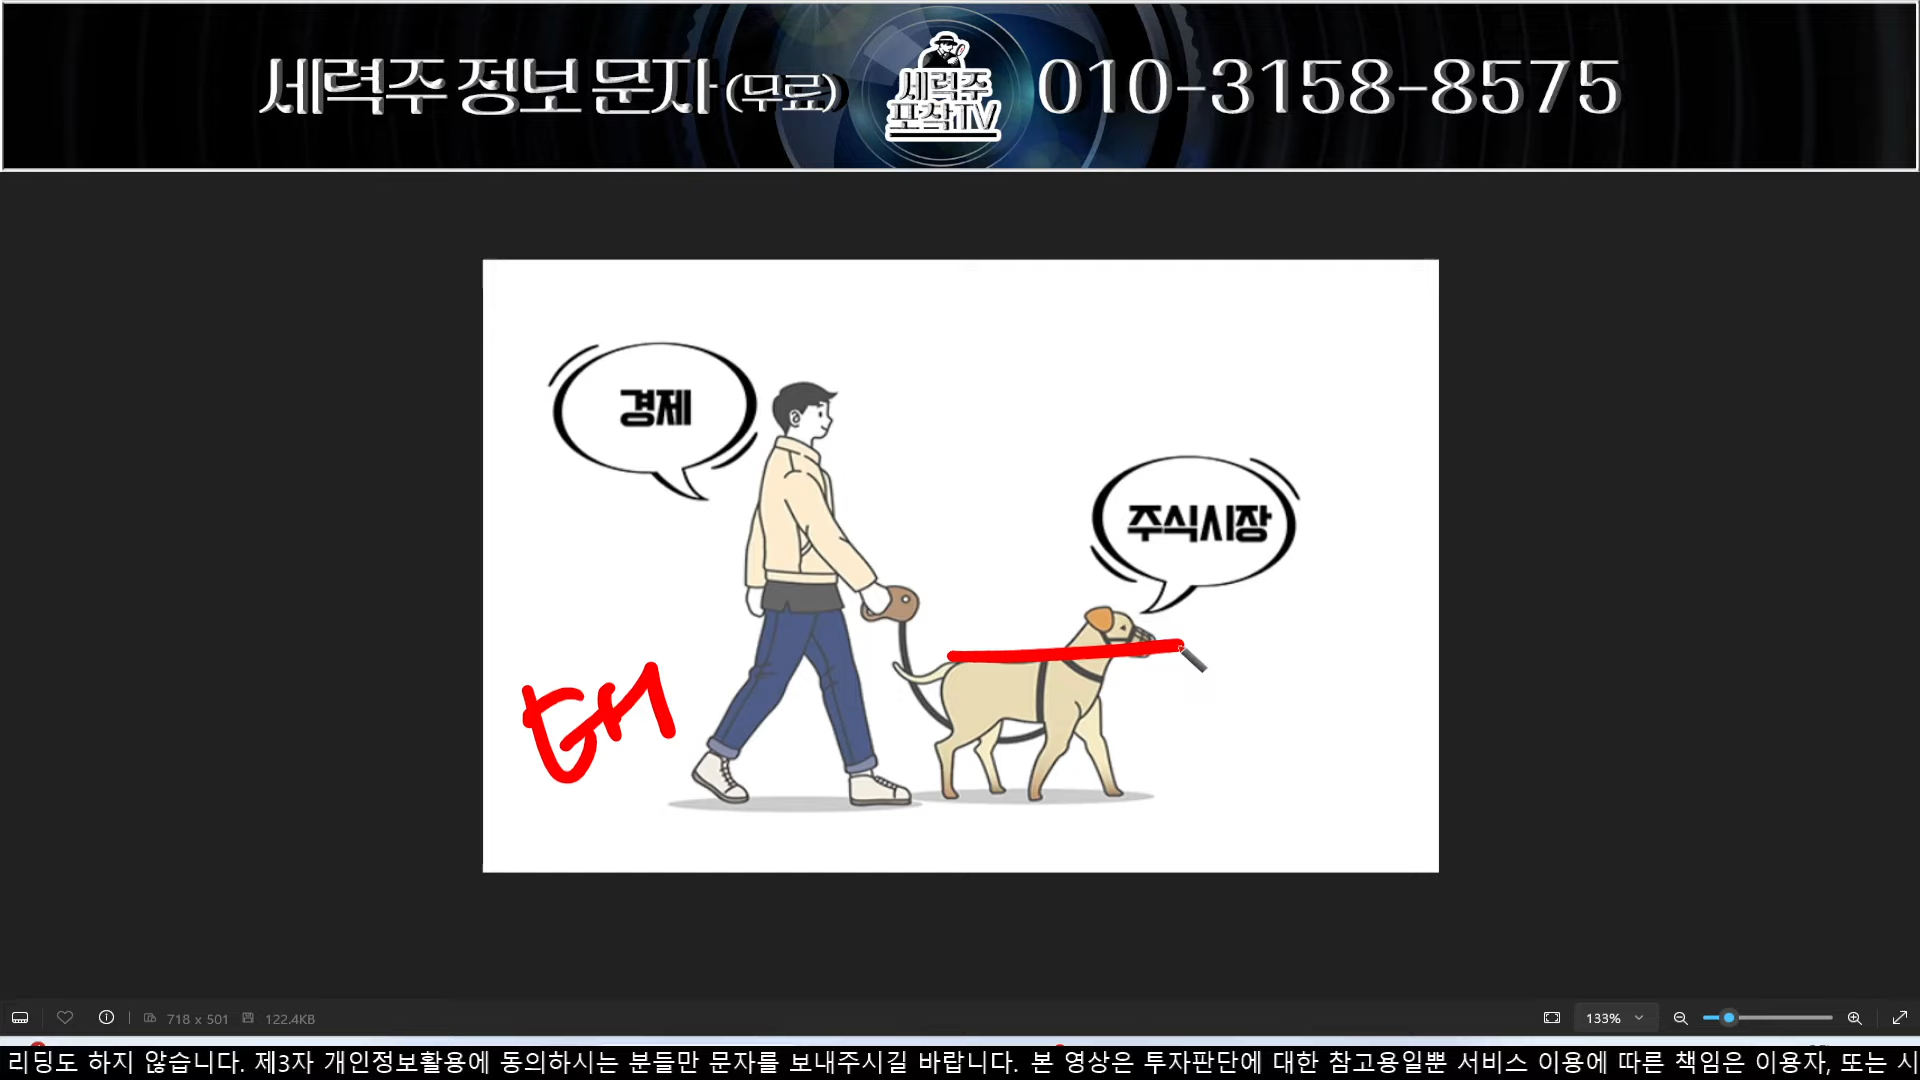 세력주 정보 문자 (무료)
세력주
포착TV
010-3158-8575
경제
주식시장
718 x 501
122.4KB
133%
리딩도 하지 않습니다. 제3자 개인정보활용에 동의하시는 분들만 문자를 보내주시길 바랍니다. 본 영상은 투자판단에 대한 참고용일뿐 서비스 이용에 따른 책임은 이용자, 또는 시